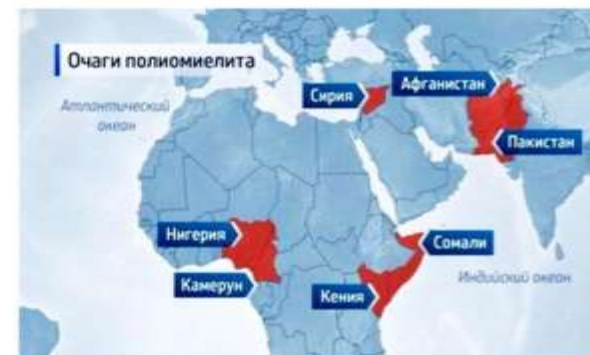 Очаги полиомиелита
Атлантический
океан
Сирия
Афганистан
Пакистан
Нигерия
Камерун
Сомали
Кения
Индийский океан